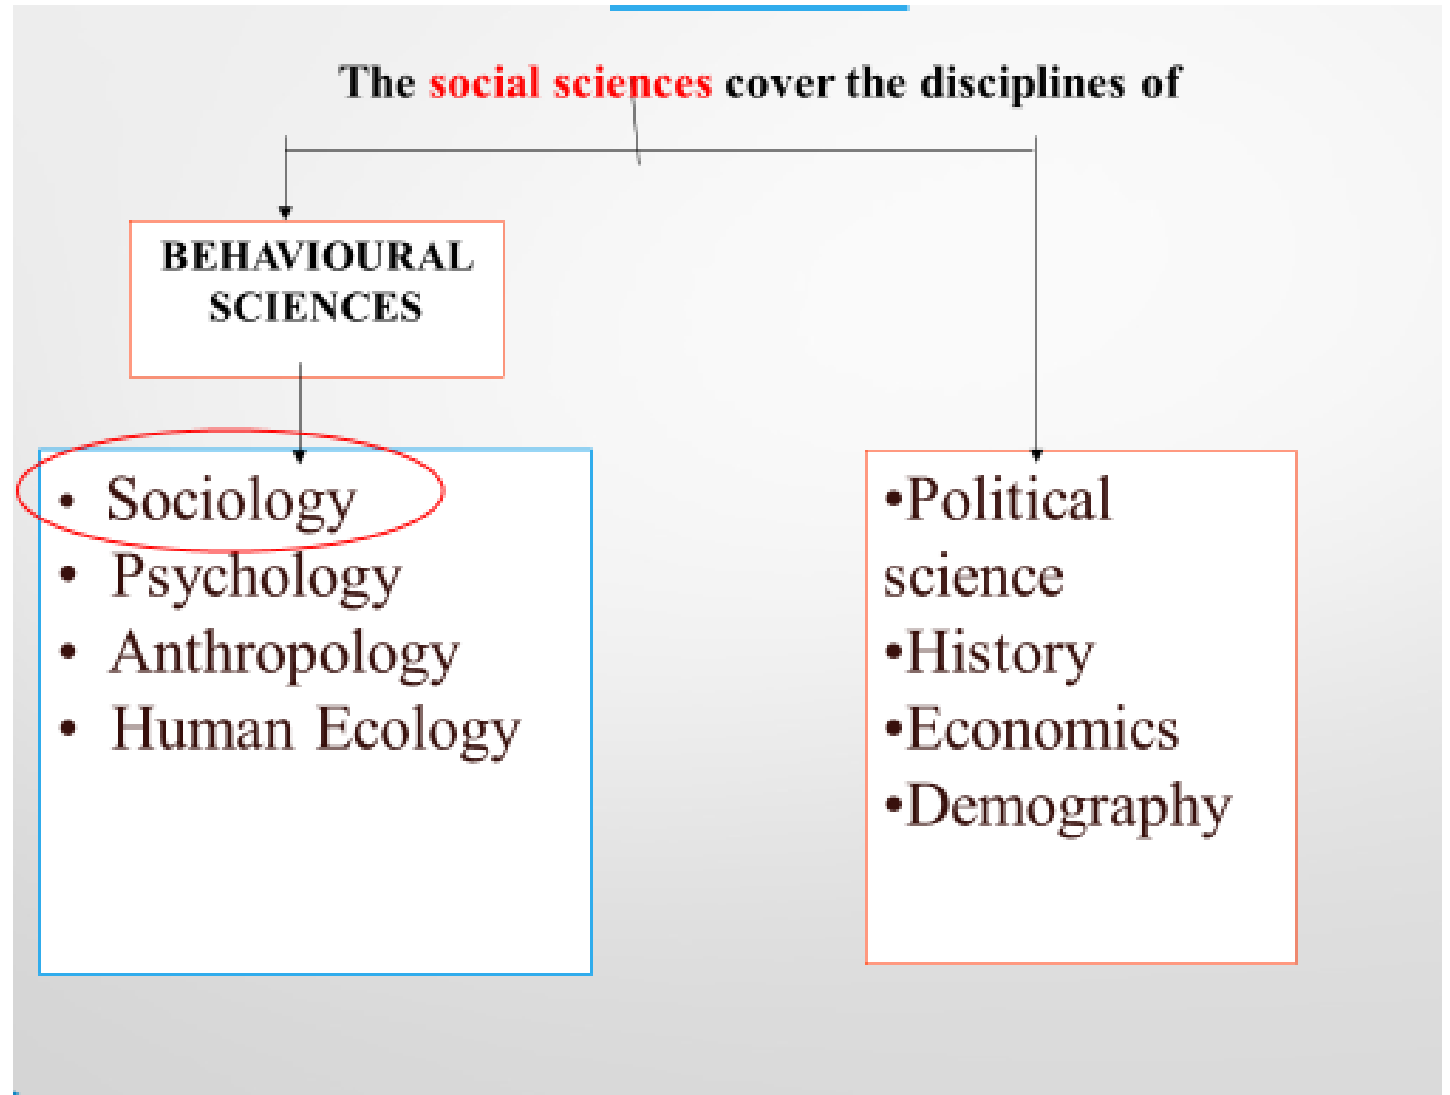 The social sciences cover the disciplines of
BEHAVIOURAL
SCIENCES
• Sociology
• Psychology
• Anthropology
• Human Ecology
•Political
science
•History
•Economics
•Demography